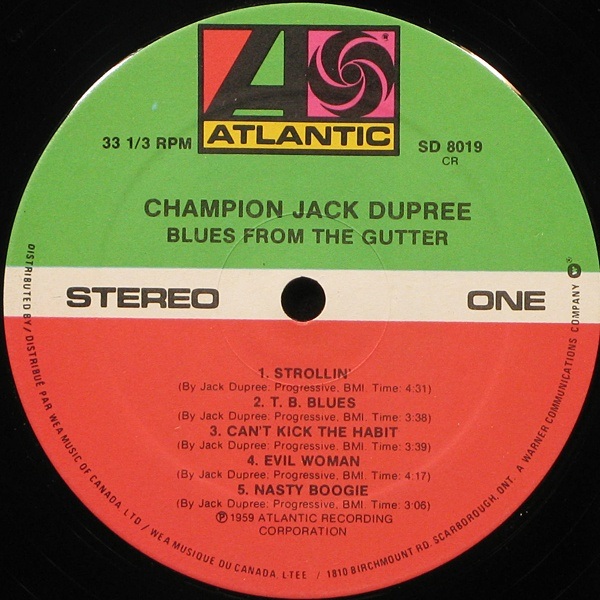 ATLANTIC
®
33 1/3 RPM
SD 8019
CR
CHAMPION JACK DUPREE
BLUES FROM THE GUTTER
STEREO
ONE
1. STROLLIN'
(By Jack Dupree: Progressive, BMI. Time: 4:31)
2. T. B. BLUES
(By Jack Dupree: Progressive, BMI. Time: 3:38)
3. CAN'T KICK THE HABIT
(By Jack Dupree: Progressive, BMI. Time: 3:39)
4. EVIL WOMAN
(By Jack Dupree: Progressive, BMI. Time: 4:17)
5. NASTY BOOGIE
(By Jack Dupree: Progressive, BMI. Time: 3:06)
℗ 1959 ATLANTIC RECORDING
CORPORATION
DISTRIBUTED BY / DISTRIBUÉ PAR WEA MUSIC OF CANADA, LTD / WEA MUSIQUE DU CANADA, LTEE / 1810 BIRCHMOUNT RD, SCARBOROUGH, ONT. A WARNER COMMUNICATIONS COMPANY ®